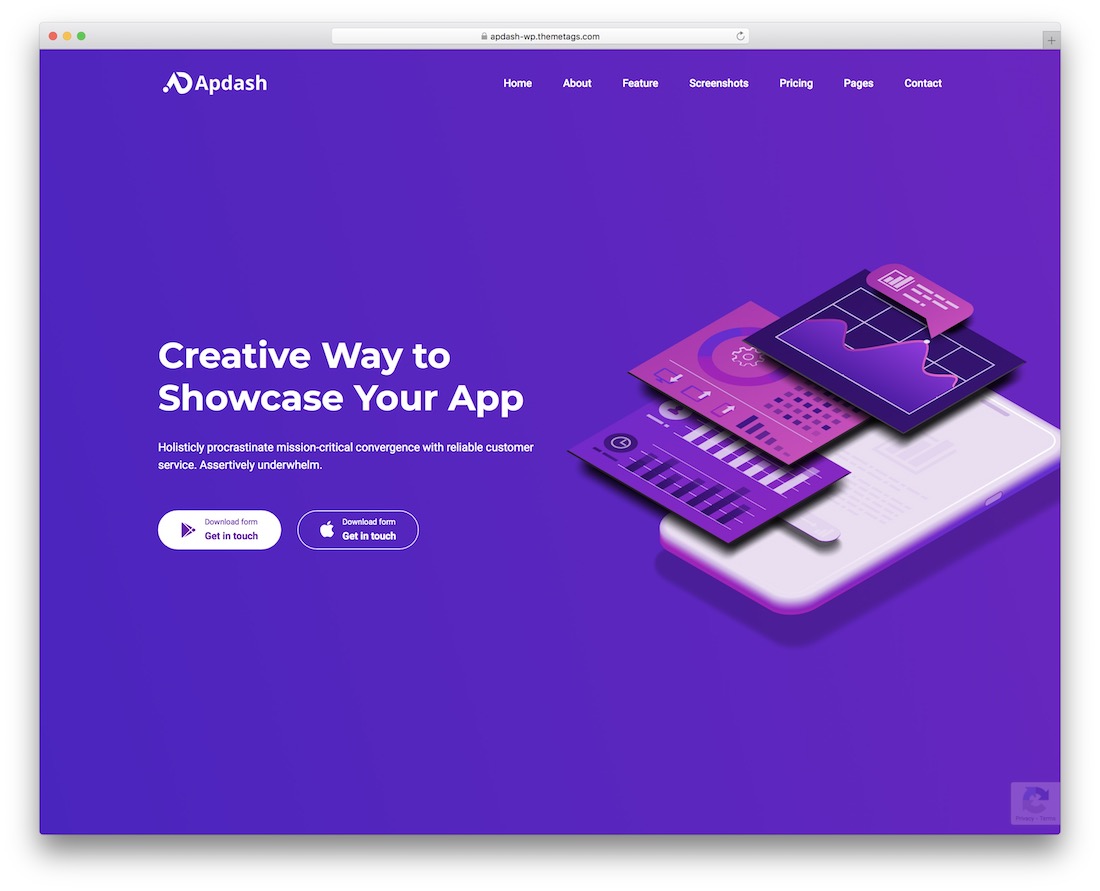 apdash-wp.themetags.com
Apdash
Home About Feature Screenshots Pricing Pages Contact
Creative Way to
Showcase Your App
Holisticly procrastinate mission-critical convergence with reliable customer
service. Assertively underwhelm.
Download form
Get in touch
Download form
Get in touch
Privacy - Terms